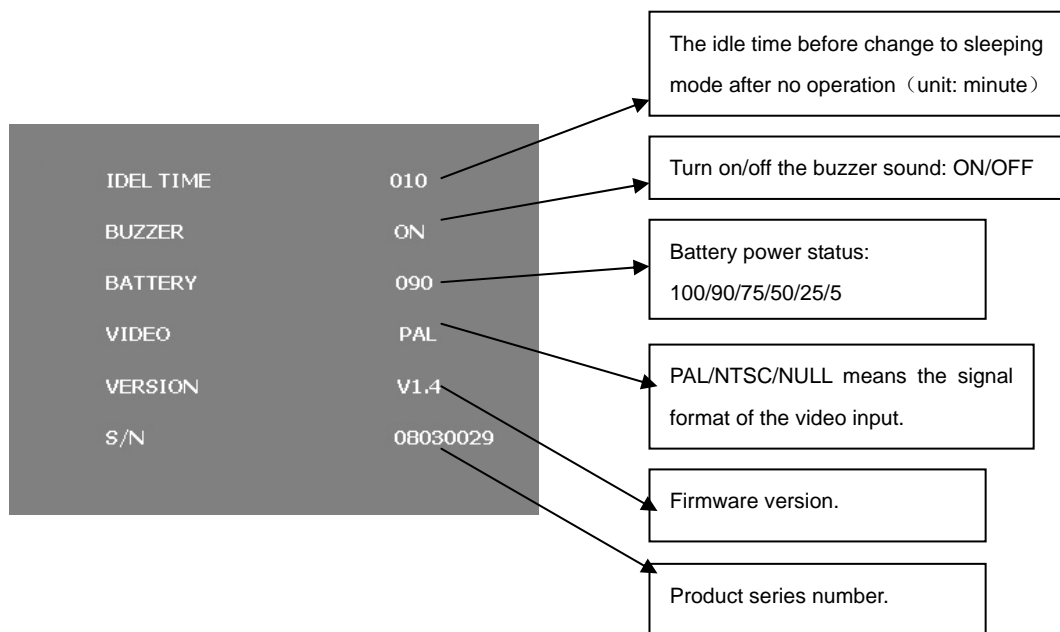 The idle time before change to sleeping
mode after no operation（unit: minute）
IDEL TIME 010
Turn on/off the buzzer sound: ON/OFF
BUZZER ON
Battery power status:
100/90/75/50/25/5
BATTERY 090
VIDEO PAL
PAL/NTSC/NULL means the signal
format of the video input.
VERSION V1.4
Firmware version.
S/N 08030029
Product series number.